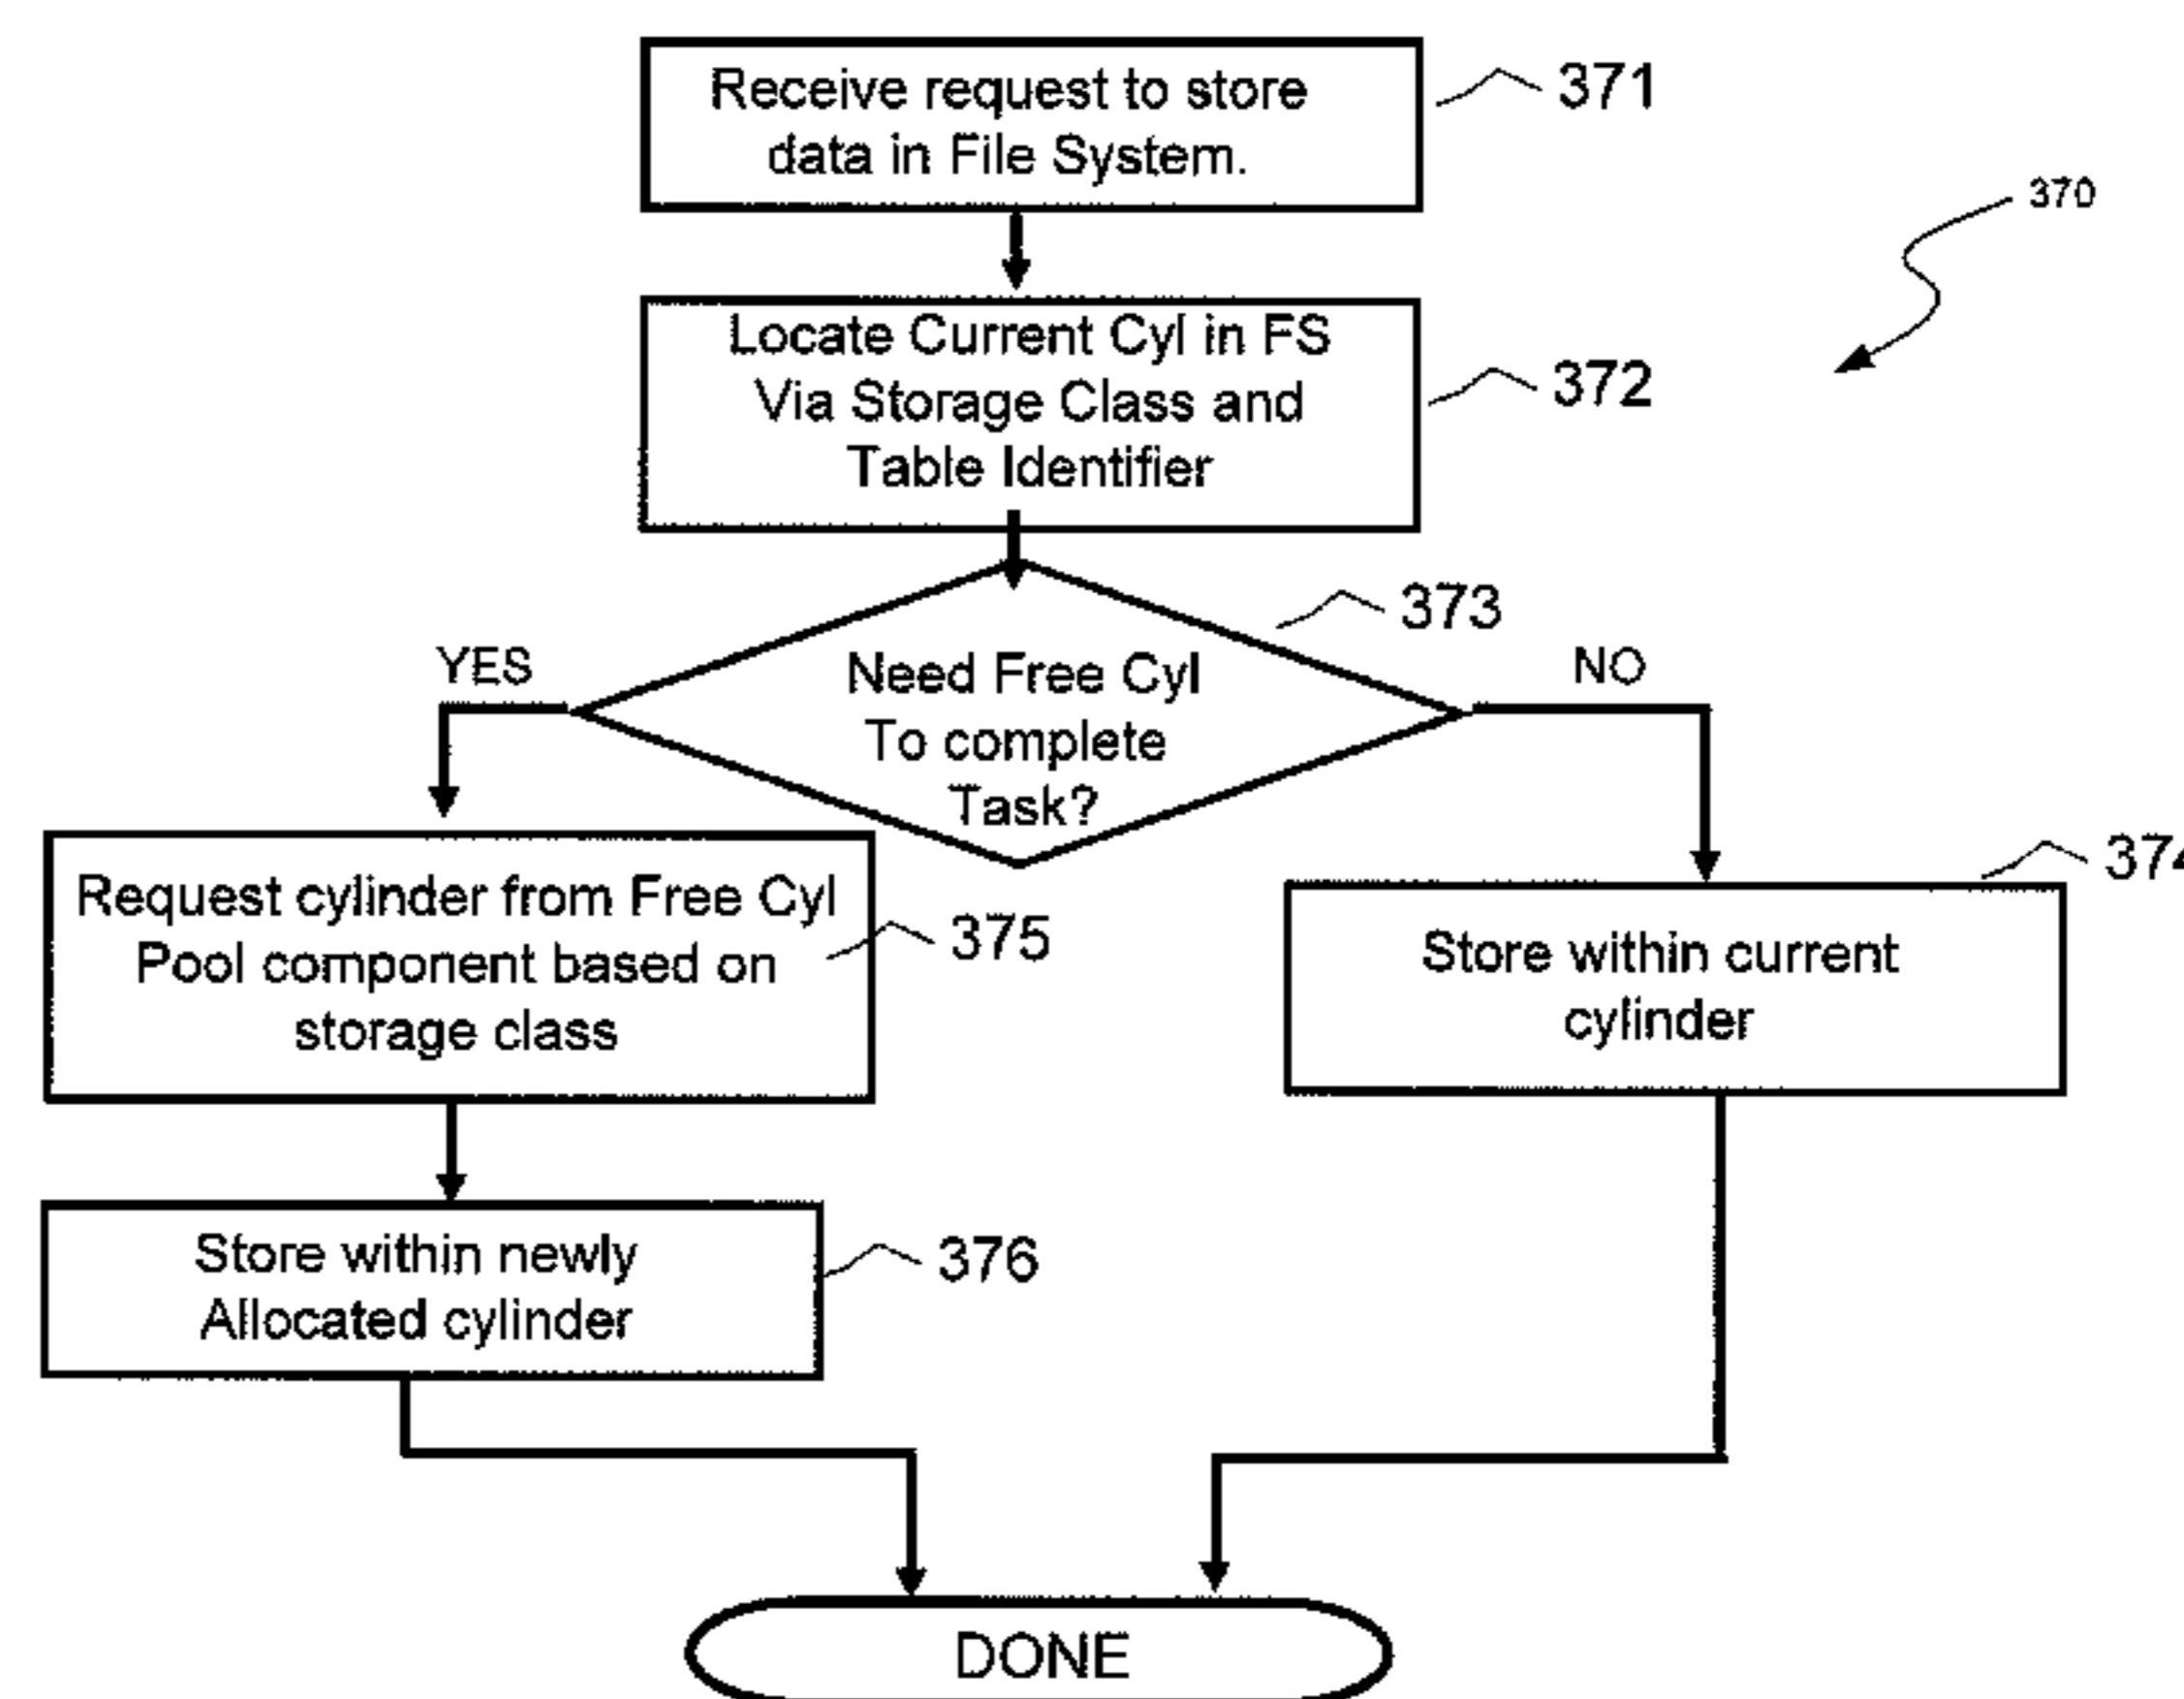 Receive request to store
data in File System.
371
370
Locate Current Cyl in FS
Via Storage Class and
Table Identifier
372
373
YES
NO
Need Free Cyl
To complete
Task?
374
Request cylinder from Free Cyl
Pool component based on
storage class
375
Store within current
cylinder
Store within newly
Allocated cylinder
376
DONE